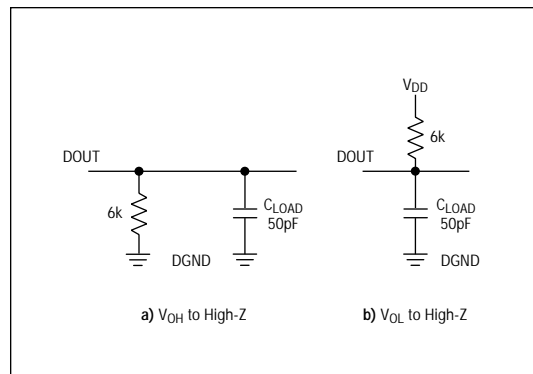 DOUT
6k
CLOAD
50pF
DGND
a) VOH to High-Z
VDD
6k
DOUT
CLOAD
50pF
DGND
b) VOL to High-Z